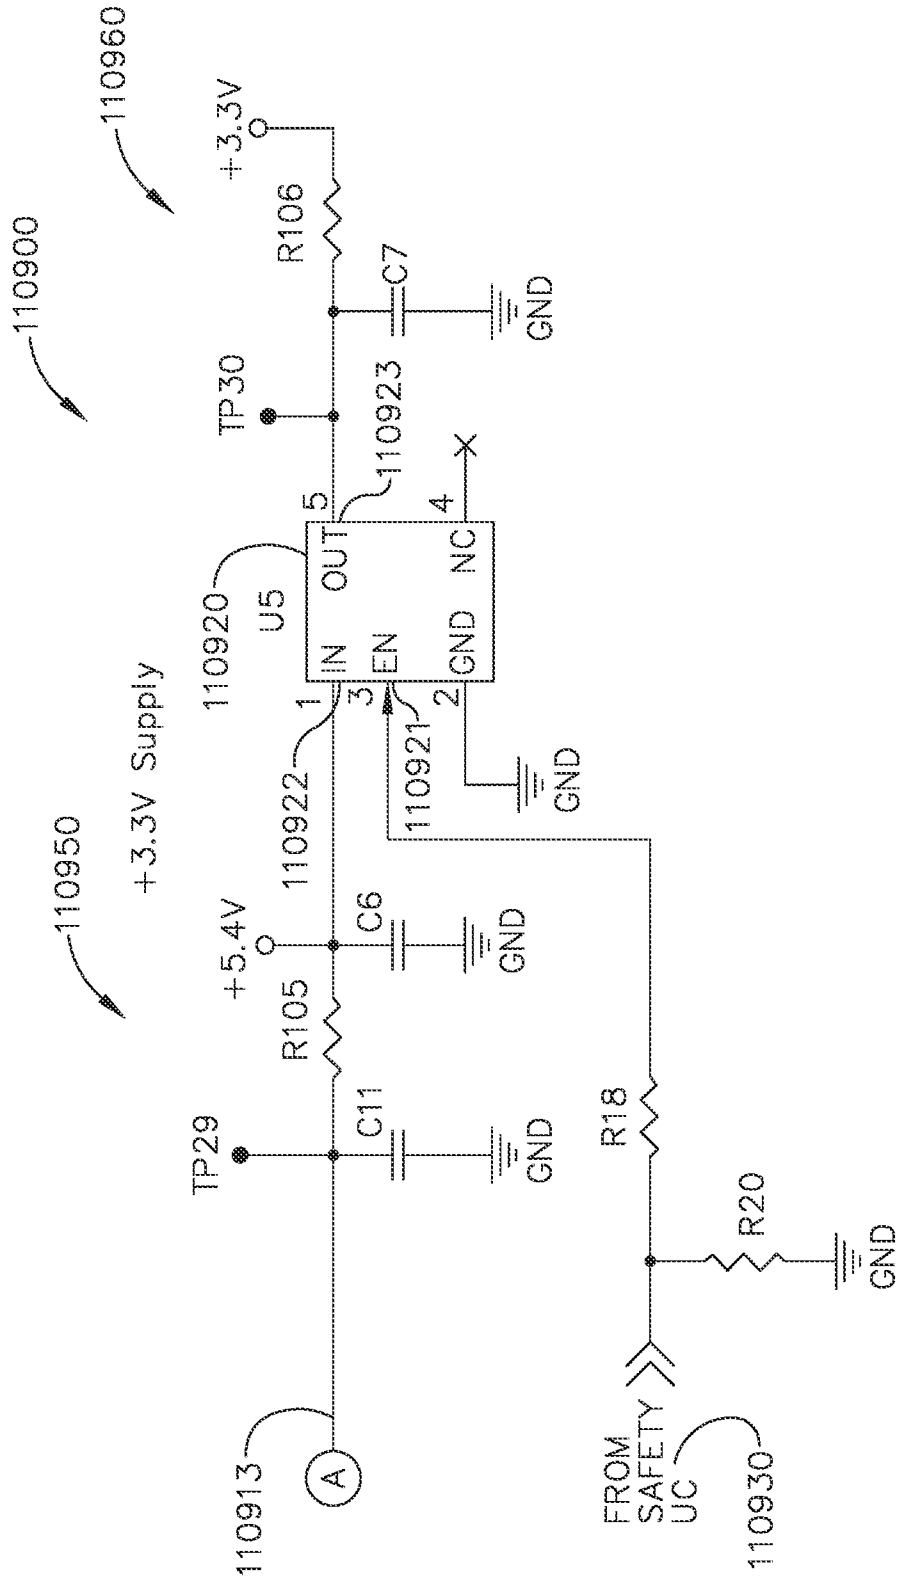 110900
110950
110960
+3.3V Supply
110913
A
TP29
C11
GND
R105
+5.4V
C6
GND
110922
110920
U5
1
IN
3
EN
110921
2
GND
GND
OUT
5
110923
NC
4
TP30
C7
GND
R106
+3.3V
FROM
SAFETY
UC
110930
R20
GND
R18